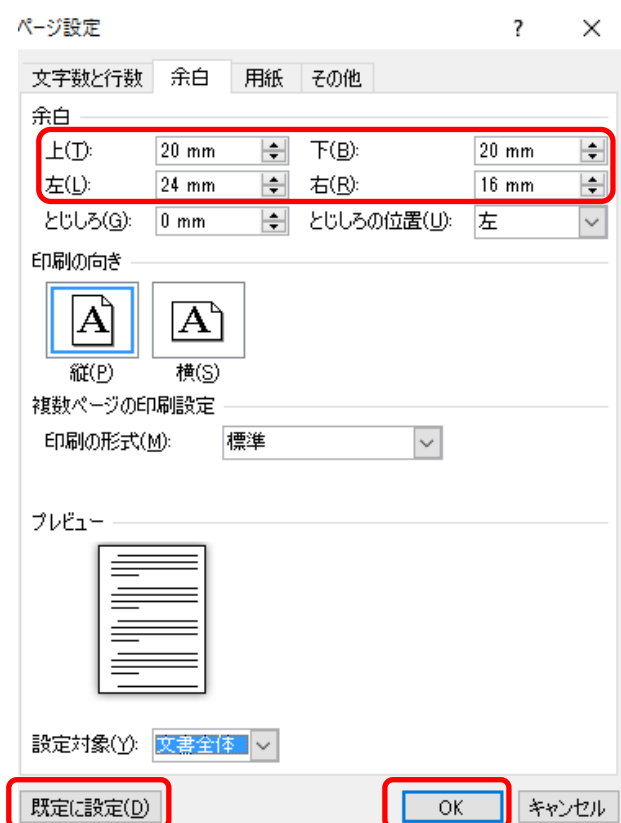 ページ設定 ? ×
文字数と行数 余白 用紙 その他
余白
上(T): 20 mm 下(B): 20 mm
左(L): 24 mm 右(R): 16 mm
とじしろ(G): 0 mm とじしろの位置(U): 左
印刷の向き
A A
縦(P) 横(S)
複数ページの印刷設定
印刷の形式(M): 標準
プレビュー
設定対象(Y): 文書全体
既定に設定(D) OK キャンセル